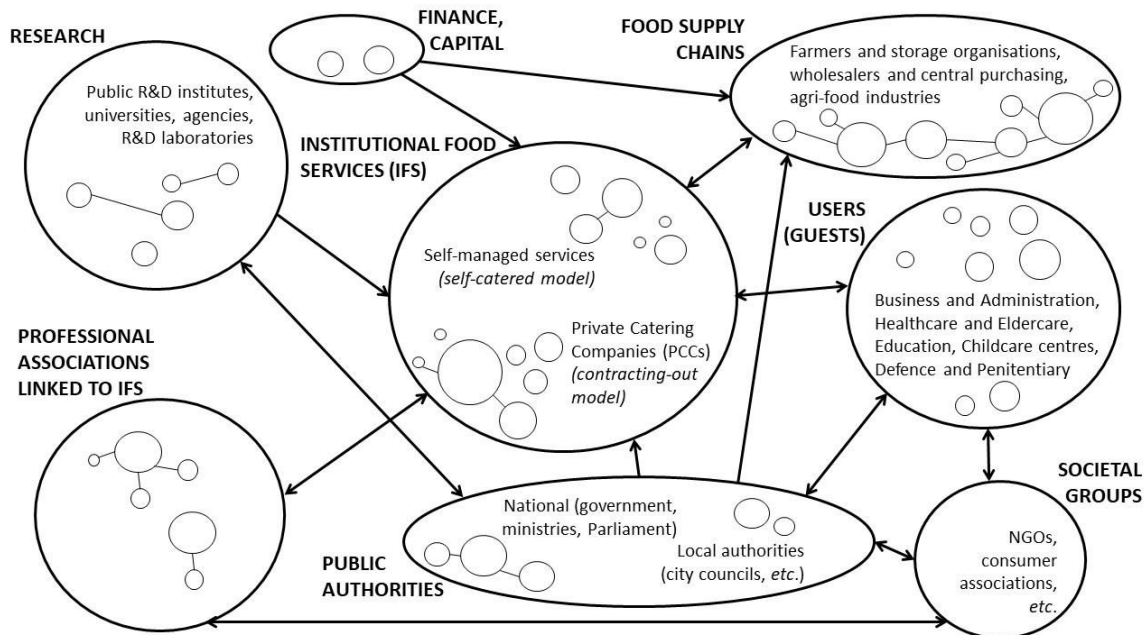 RESEARCH
Public R&D institutes,
universities, agencies,
R&D laboratories
FINANCE,
CAPITAL
FOOD SUPPLY
CHAINS
Farmers and storage organisations,
wholesalers and central purchasing,
agri-food industries
INSTITUTIONAL FOOD
SERVICES (IFS)
Self-managed services
(self-catered model)
Private Catering
Companies (PCCs)
(contracting-out
model)
USERS
(GUESTS)
Business and Administration,
Healthcare and Eldercare,
Education, Childcare centres,
Defence and Penitentiary
PROFESSIONAL
ASSOCIATIONS
LINKED TO IFS
PUBLIC
AUTHORITIES
National (government,
ministries, Parliament)
Local authorities
(city councils, etc.)
SOCIETAL
GROUPS
NGOs,
consumer
associations,
etc.